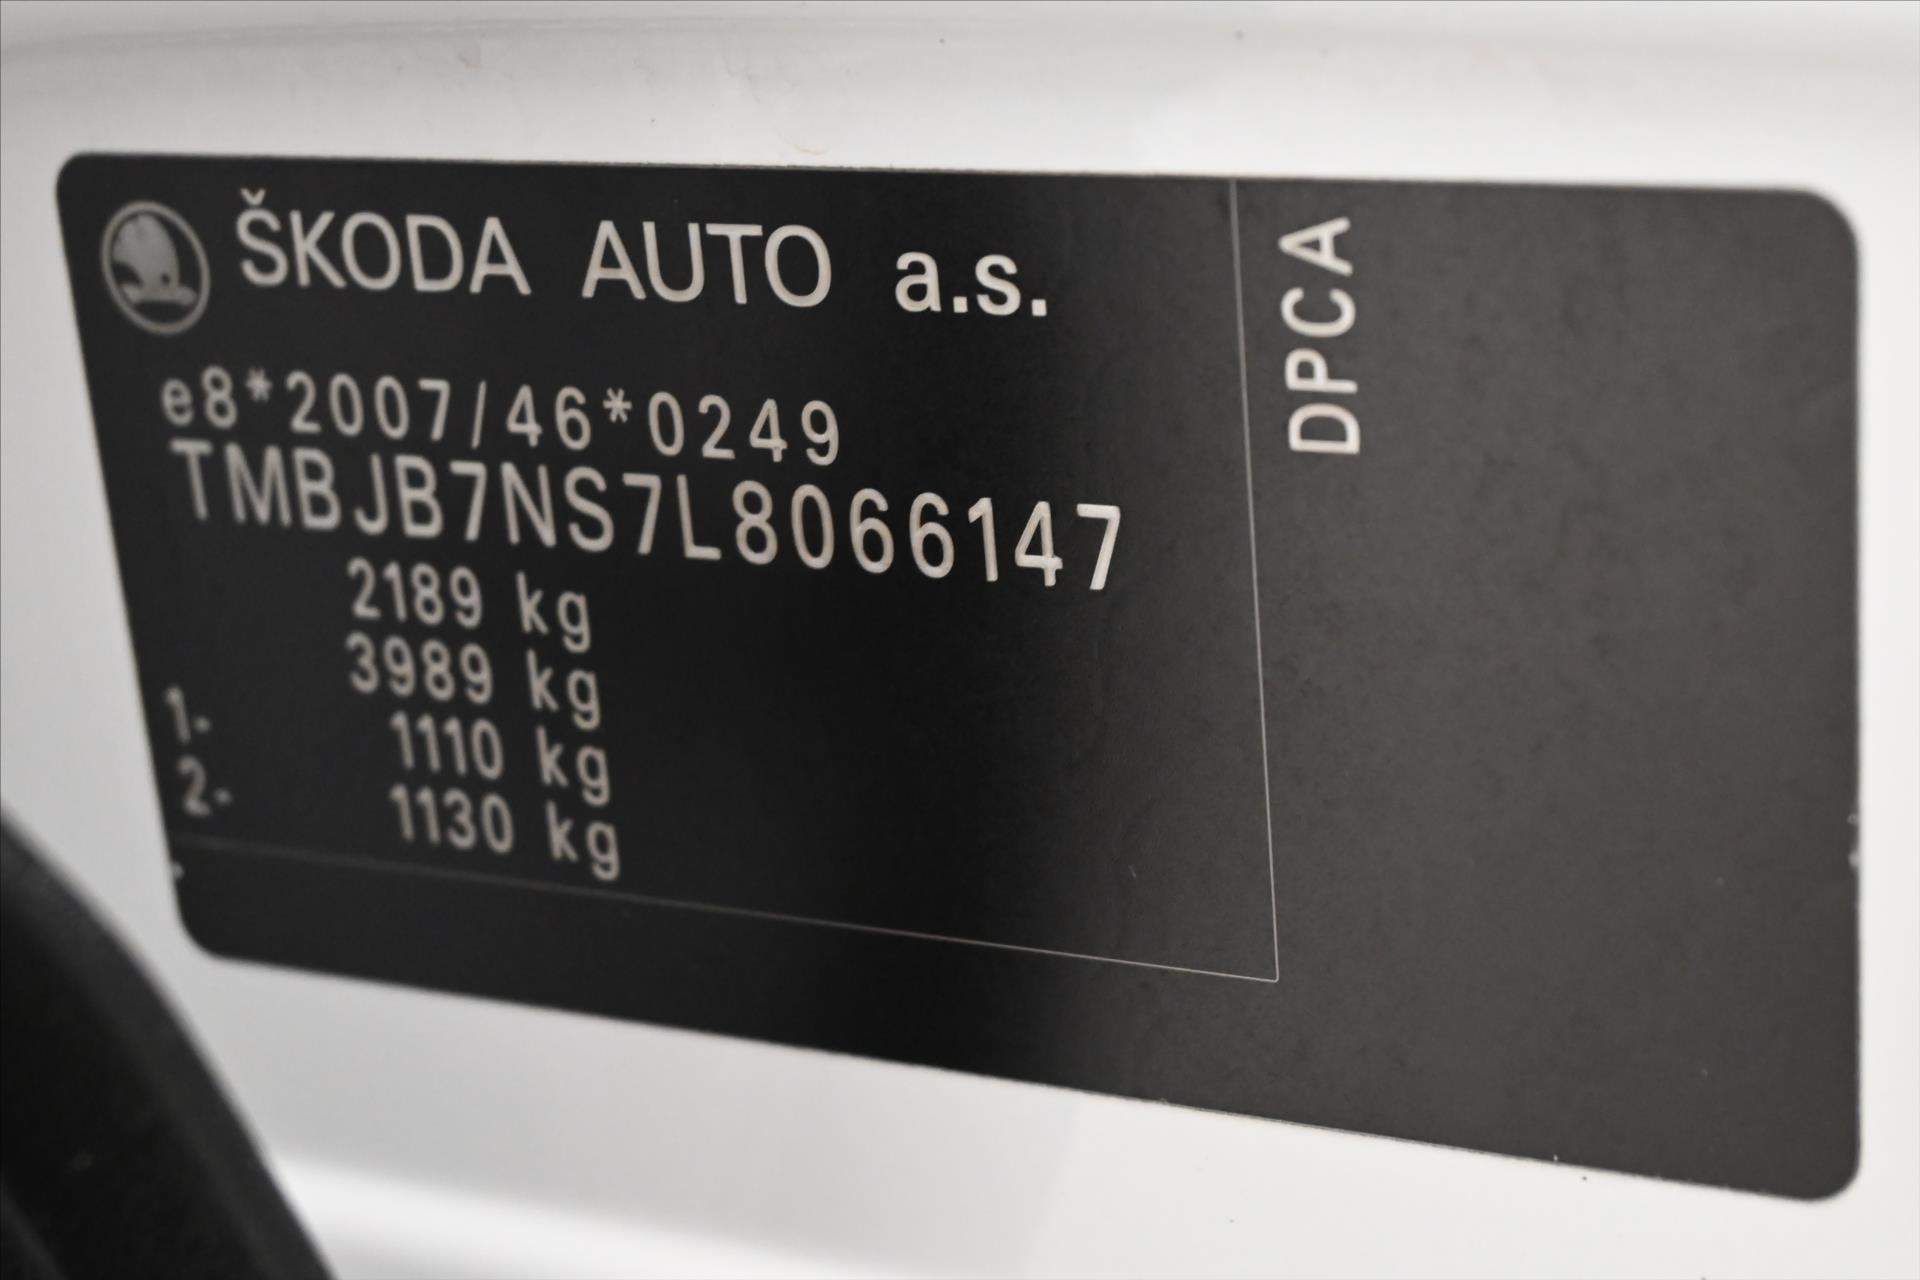 ŠKODA AUTO a.s.
e8*2007/46*0249
TMBJB7NS7L8066147
2189 kg
3989 kg
1- 1110 kg
2- 1130 kg
DPCA